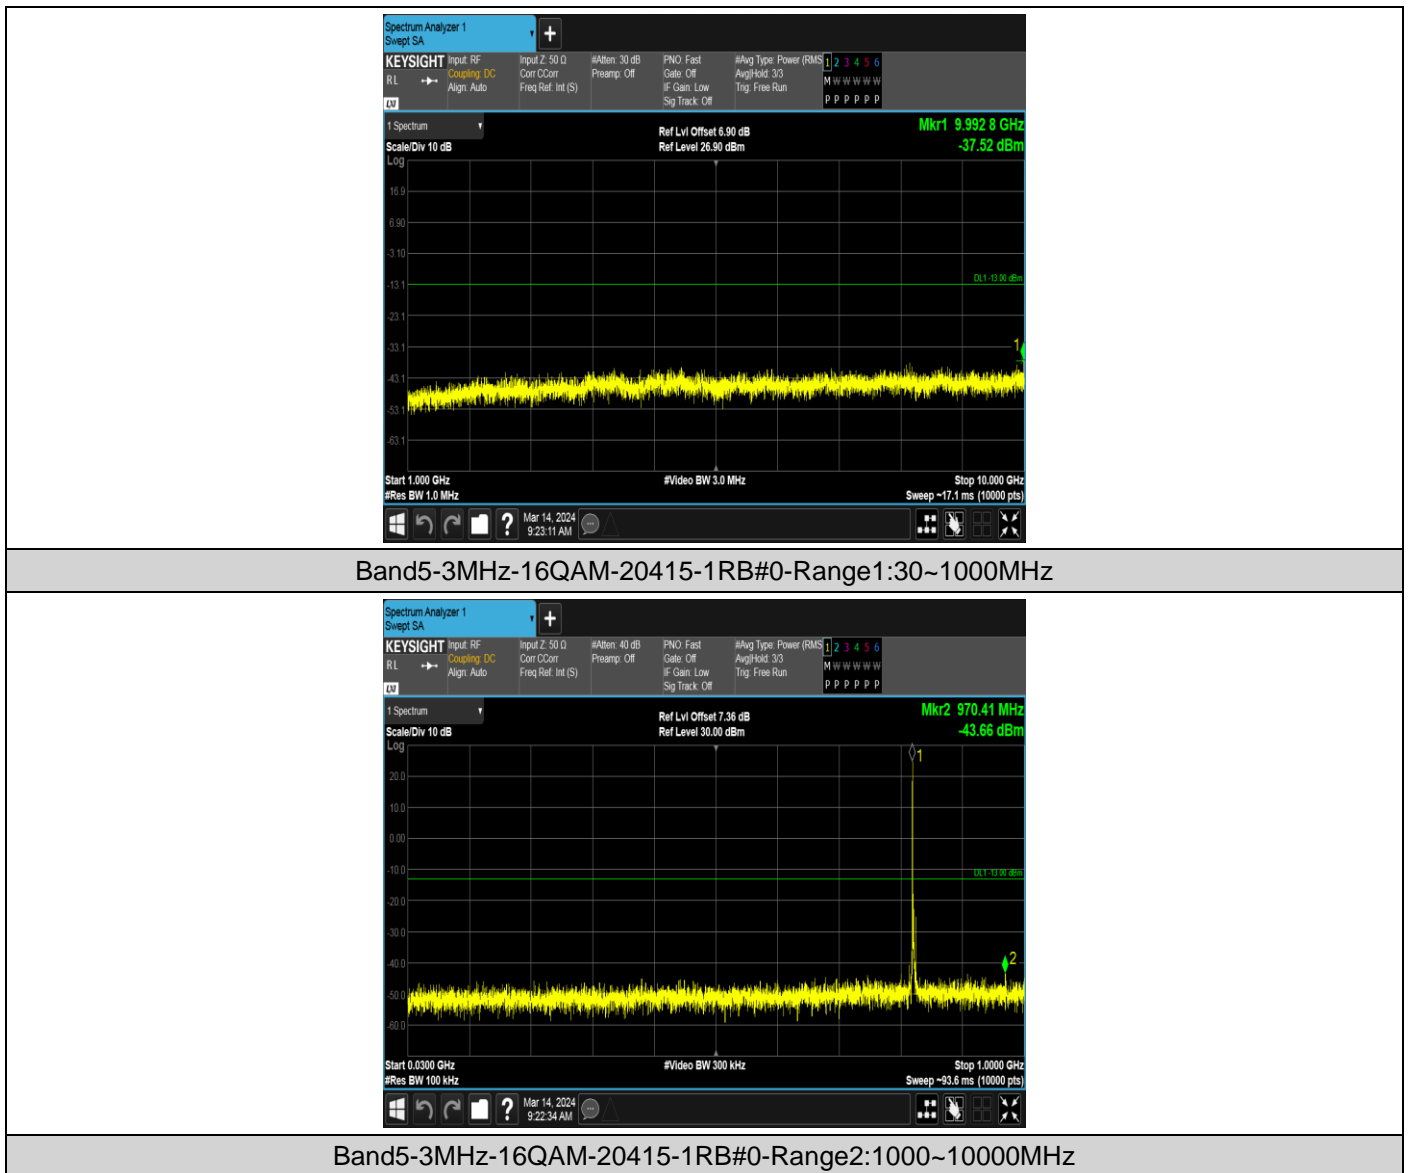 Spectrum Analyzer 1
Swept SA
+
KEYSIGHT Input: RF Input Z: 50 Ω #Atten: 30 dB PNO: Fast #Avg Type: Power (RMS 1 2 3 4 5 6
RL Coupling: DC Corr CCorr Preamp: Off Gate: Off Avg|Hold: 3/3 M W W W W W
Align: Auto Freq Ref: Int (S) IF Gain: Low Trig: Free Run
LXI Sig Track: Off P P P P P P
1 Spectrum Ref Lvl Offset 6.90 dB Mkr1 9.992 8 GHz
Scale/Div 10 dB Ref Level 26.90 dBm -37.52 dBm
Log
16.9
6.90
-3.10
DL1 -13.00 dBm
-13.1
-23.1
-33.1 1
-43.1
-53.1
-63.1
Start 1.000 GHz #Video BW 3.0 MHz Stop 10.000 GHz
#Res BW 1.0 MHz Sweep ~17.1 ms (10000 pts)
? Mar 14, 2024
9:23:11 AM
Band5-3MHz-16QAM-20415-1RB#0-Range1:30~1000MHz
Spectrum Analyzer 1
Swept SA
+
KEYSIGHT Input: RF Input Z: 50 Ω #Atten: 40 dB PNO: Fast #Avg Type: Power (RMS 1 2 3 4 5 6
RL Coupling: DC Corr CCorr Preamp: Off Gate: Off Avg|Hold: 3/3 M W W W W W
Align: Auto Freq Ref: Int (S) IF Gain: Low Trig: Free Run
LXI Sig Track: Off P P P P P P
1 Spectrum Ref Lvl Offset 7.36 dB Mkr2 970.41 MHz
Scale/Div 10 dB Ref Level 30.00 dBm -43.66 dBm
Log
1
20.0
10.0
0.00
-10.0 DL1 -13.00 dBm
-20.0
-30.0
-40.0 2
-50.0
-60.0
Start 0.0300 GHz #Video BW 300 kHz Stop 1.0000 GHz
#Res BW 100 kHz Sweep ~93.6 ms (10000 pts)
? Mar 14, 2024
9:22:34 AM
Band5-3MHz-16QAM-20415-1RB#0-Range2:1000~10000MHz